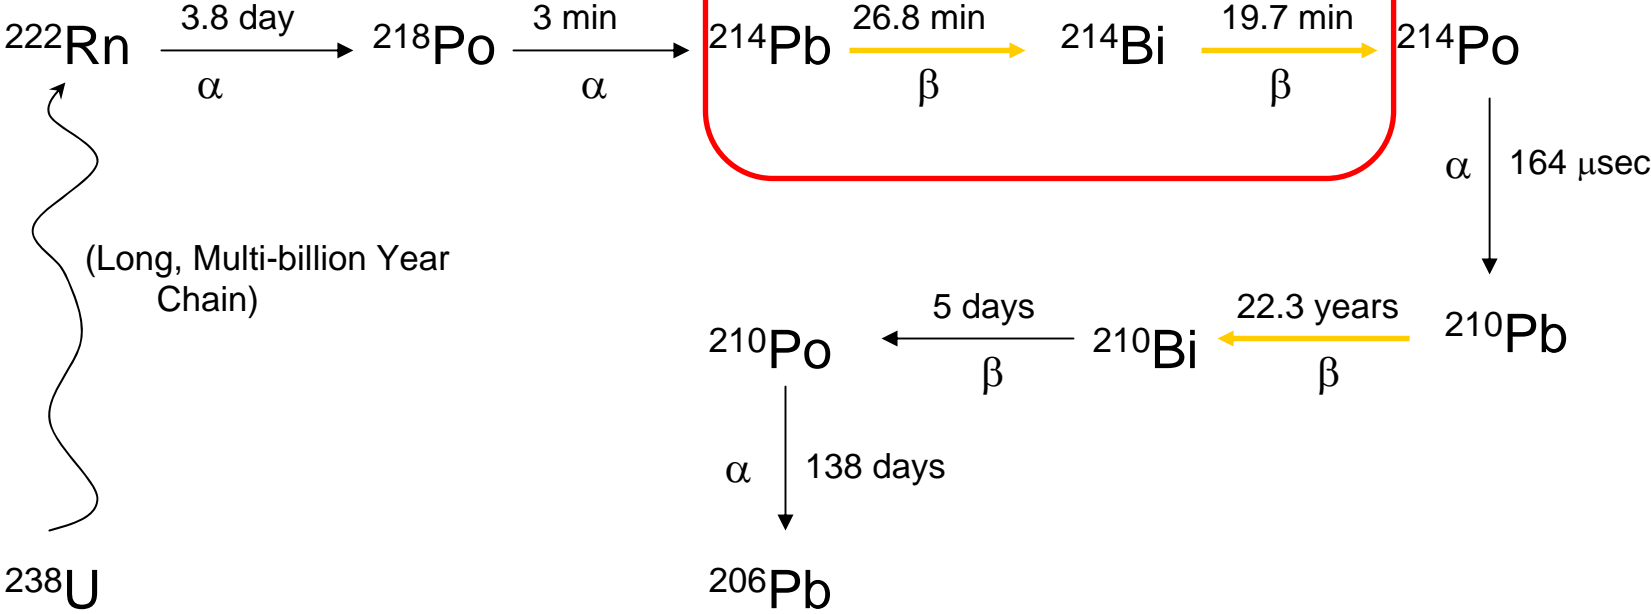 3.8 day 3 min 26.8 min 19.7 min
²²²Rn ²¹⁸Po ²¹⁴Pb ²¹⁴Bi ²¹⁴Po
α α β β
α 164 μsec
(Long, Multi-billion Year
Chain)
5 days 22.3 years
²¹⁰Po ²¹⁰Bi ²¹⁰Pb
β β
α 138 days
²³⁸U ²⁰⁶Pb